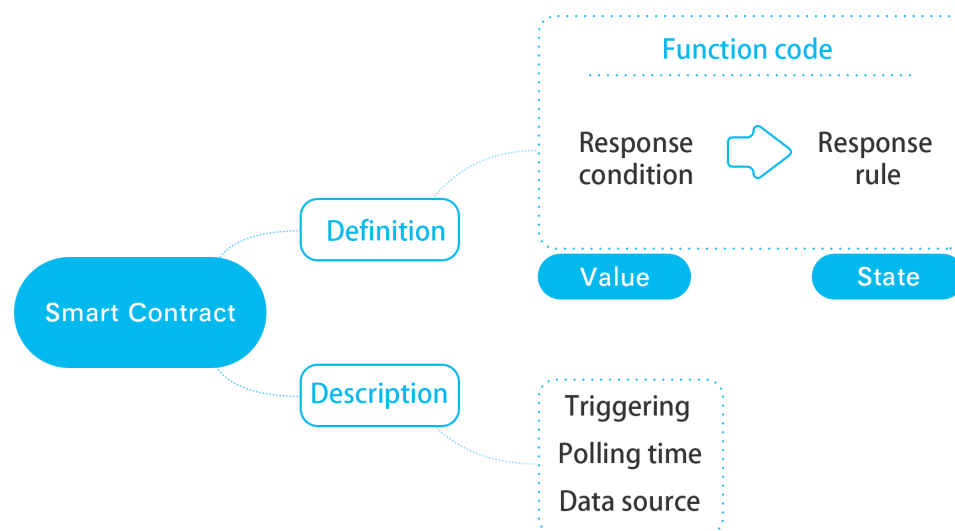 Function code
Response
condition
Response
rule
Definition
Value
State
Smart Contract
Description
Triggering
Polling time
Data source